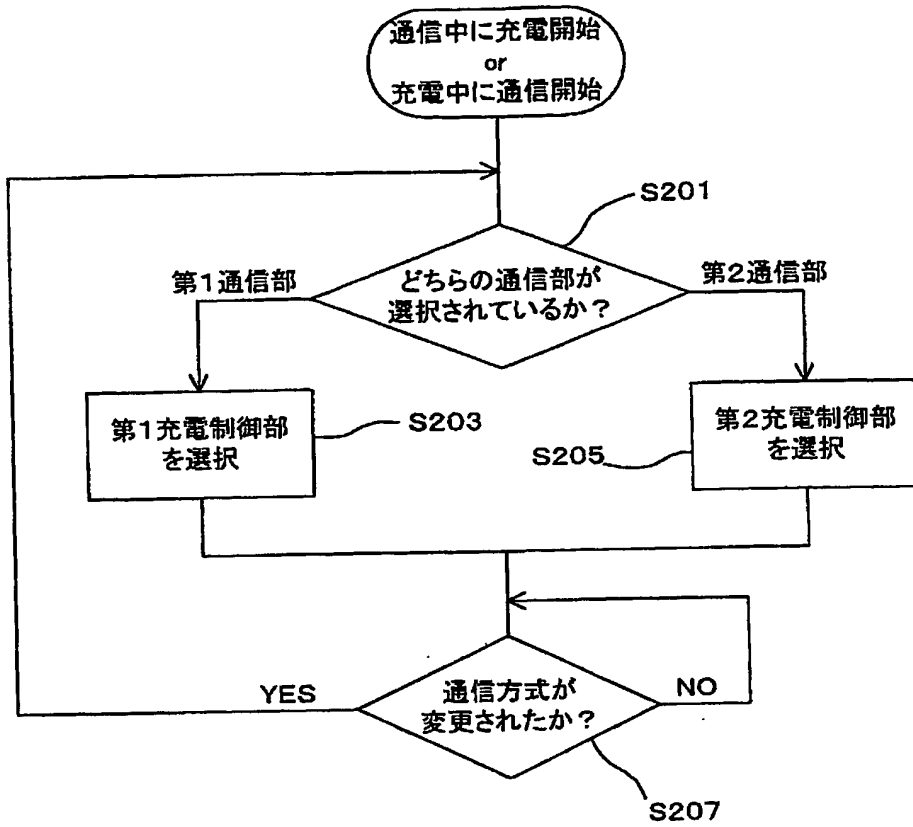 通信中に充電開始
or
充電中に通信開始
S201
第1通信部
どちらの通信部が
選択されているか？
第2通信部
第1充電制御部
を選択
S203
第2充電制御部
を選択
S205
YES
通信方式が
変更されたか？
NO
S207